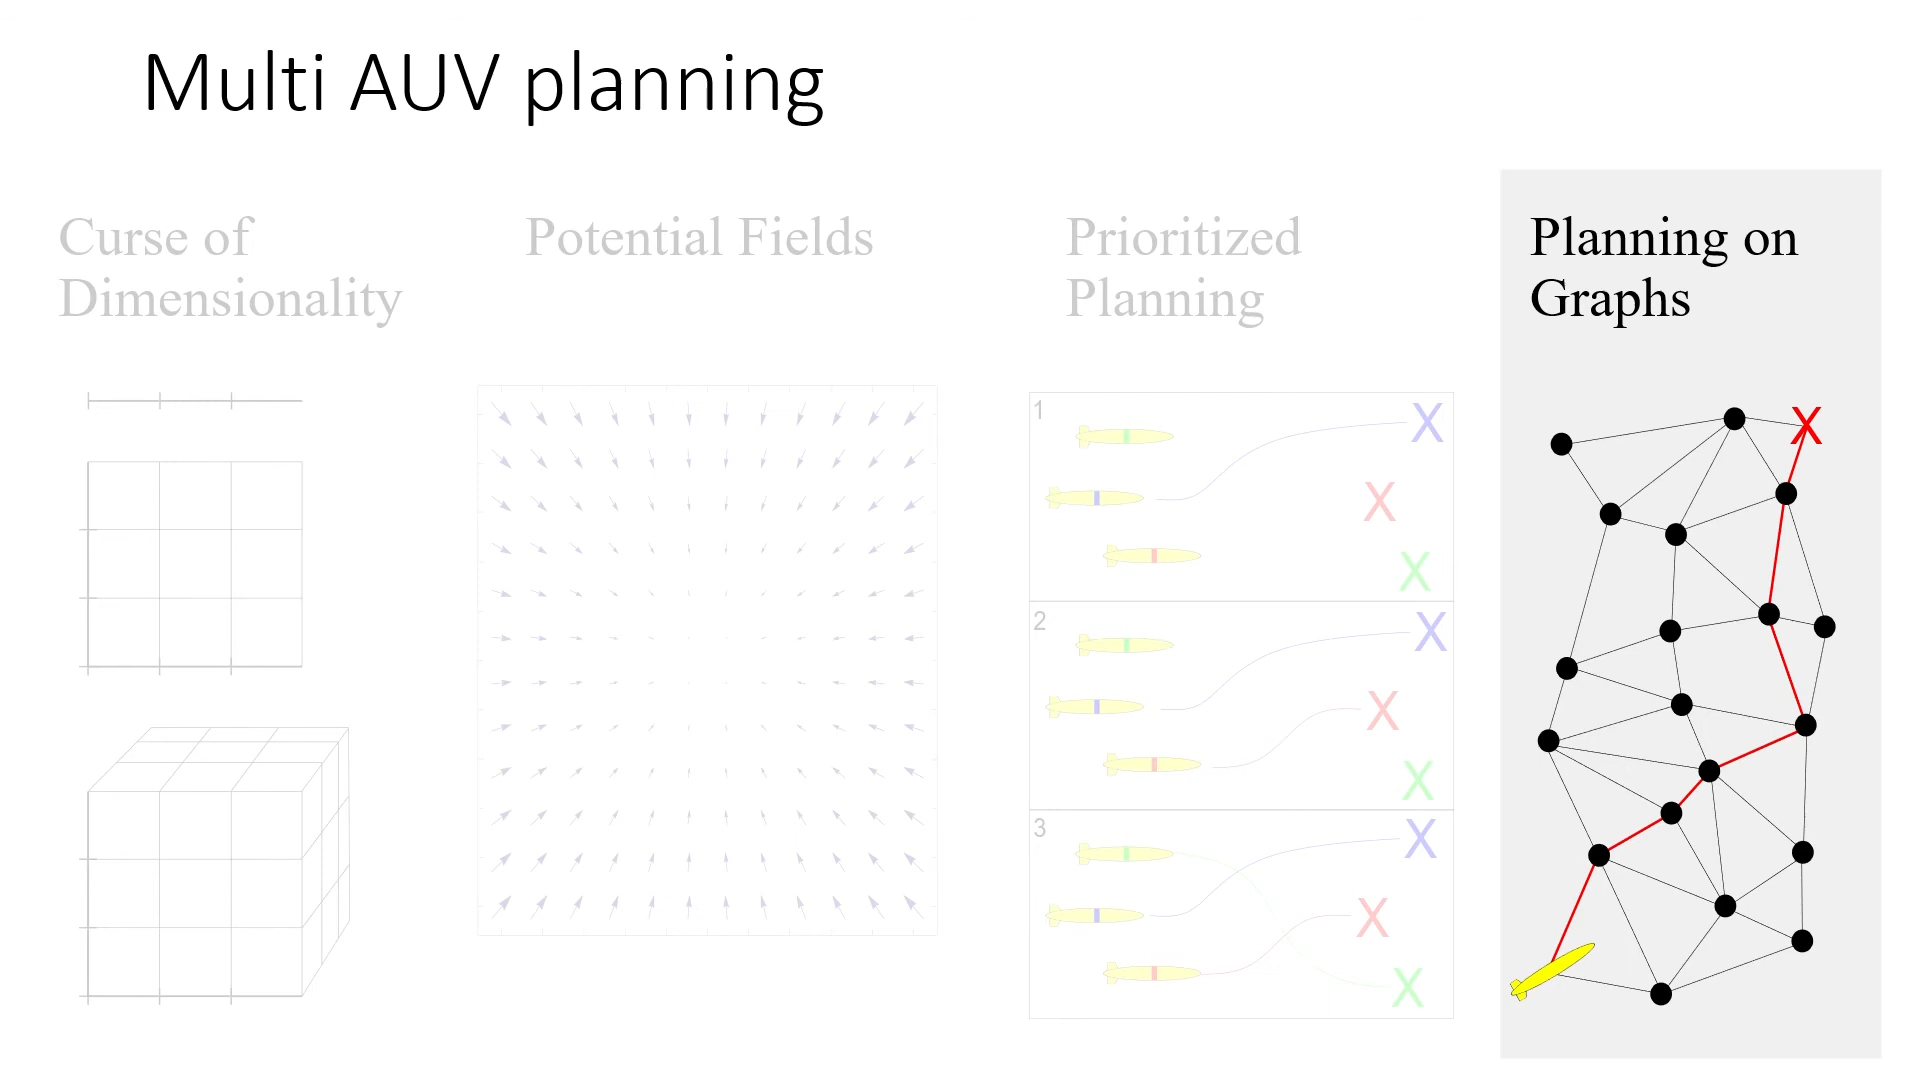 Multi AUV planning
Curse of
Dimensionality
Potential Fields
Prioritized
Planning
1
X
X
X
2
X
X
X
3
X
X
X
Planning on
Graphs
X